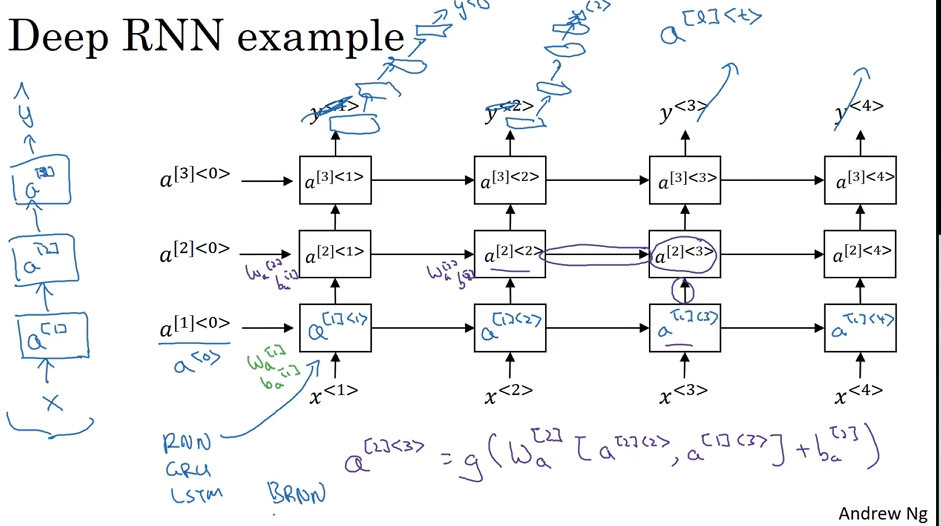 Deep RNN example
y<1>
y<2>
a^[l]<t>
ŷ
y^<1> y^<2> y^<3> y^<4>
a^[3]
a^[3]<0> a^[3]<1> a^[3]<2> a^[3]<3> a^[3]<4>
a^[2]
a^[2]<0> a^[2]<1> a^[2]<2> a^[2]<3> a^[2]<4>
W_a^[2] W_a^[2]
b_a^[2] b_a^[2]
a^[1]
a^[1]<0> a^[1]<1> a^[1]<2> a^[1]<3> a^[1]<4>
a^[0]
W_a^[1]
b_a^[1]
x
x^<1> x^<2> x^<3> x^<4>
RNN
GRU
LSTM
BRNN
a^[2]<3> = g(W_a^[2] [a^[2]<2>, a^[1]<3>] + b_a^[2])
Andrew Ng